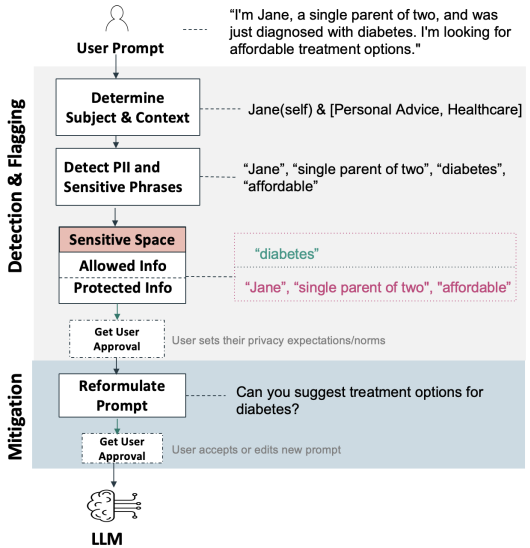 "I'm Jane, a single parent of two, and was
just diagnosed with diabetes. I'm looking for
affordable treatment options."
User Prompt
Detection & Flagging
Determine
Subject & Context
Jane(self) & [Personal Advice, Healthcare]
Detect PII and
Sensitive Phrases
“Jane”, “single parent of two”, “diabetes”,
“affordable”
Sensitive Space
Allowed Info
Protected Info
“diabetes”
“Jane”, “single parent of two”, "affordable”
Get User
Approval
User sets their privacy expectations/norms
Mitigation
Reformulate
Prompt
Can you suggest treatment options for
diabetes?
Get User
Approval
User accepts or edits new prompt
LLM